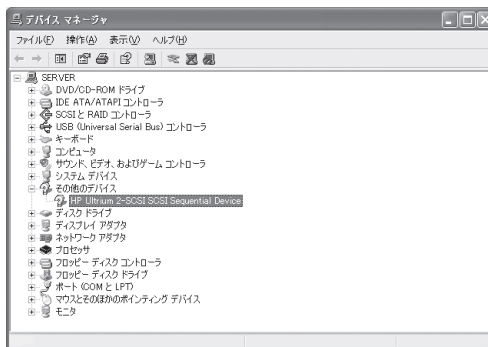 デバイス マネージャ
ファイル(F) 操作(A) 表示(V) ヘルプ(H)
SERVER
DVD/CD-ROM ドライブ
IDE ATA/ATAPI コントローラ
SCSI と RAID コントローラ
USB (Universal Serial Bus) コントローラ
キーボード
コンピュータ
サウンド、ビデオ、およびゲーム コントローラ
システム デバイス
その他のデバイス
HP Ultrium 2-SCSI SCSI Sequential Device
ディスク ドライブ
ディスプレイ アダプタ
ネットワーク アダプタ
プロセッサ
フロッピー ディスク コントローラ
フロッピー ディスク ドライブ
ポート (COM と LPT)
マウスとそのほかのポインティング デバイス
モニタ